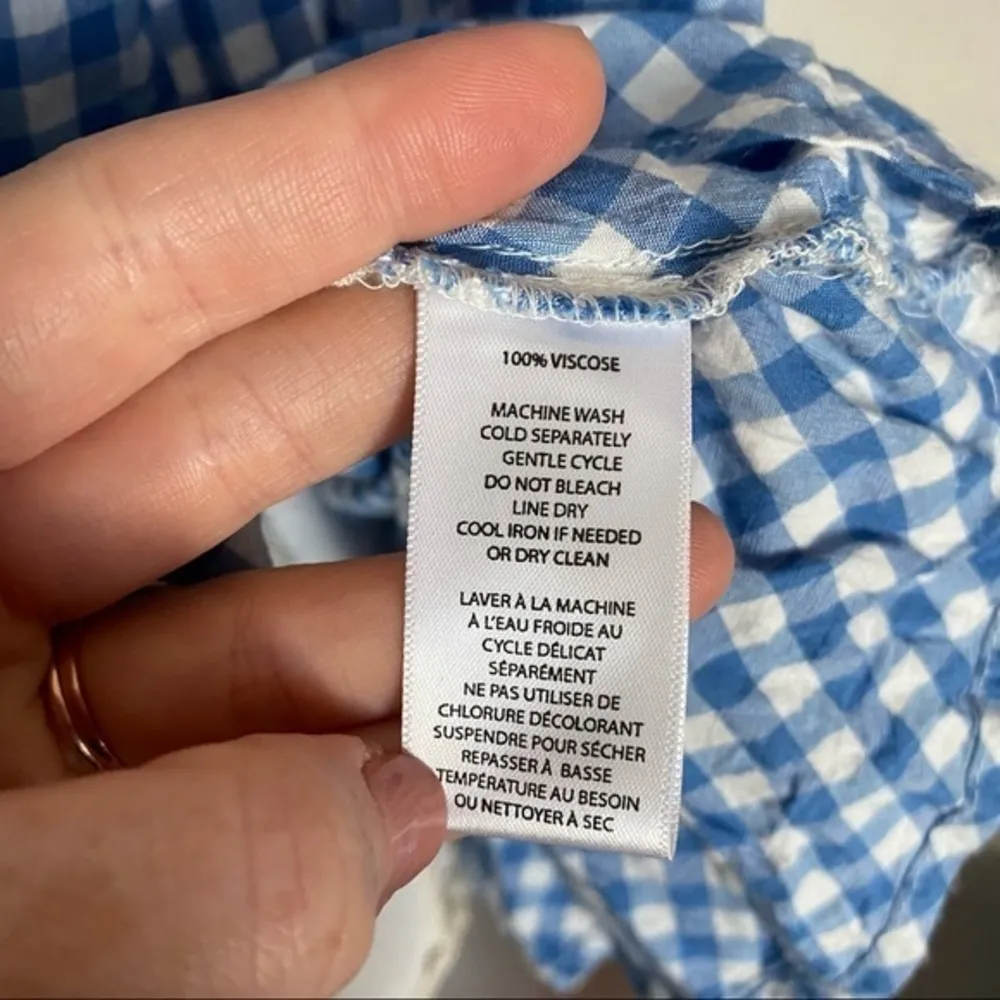 100% VISCOSE
MACHINE WASH
COLD SEPARATELY
GENTLE CYCLE
DO NOT BLEACH
LINE DRY
COOL IRON IF NEEDED
OR DRY CLEAN
LAVER À LA MACHINE
À L'EAU FROIDE AU
CYCLE DÉLICAT
SÉPARÉMENT
NE PAS UTILISER DE
CHLORURE DÉCOLORANT
SUSPENDRE POUR SÉCHER
REPASSER À BASSE
TEMPÉRATURE AU BESOIN
OU NETTOYER À SEC